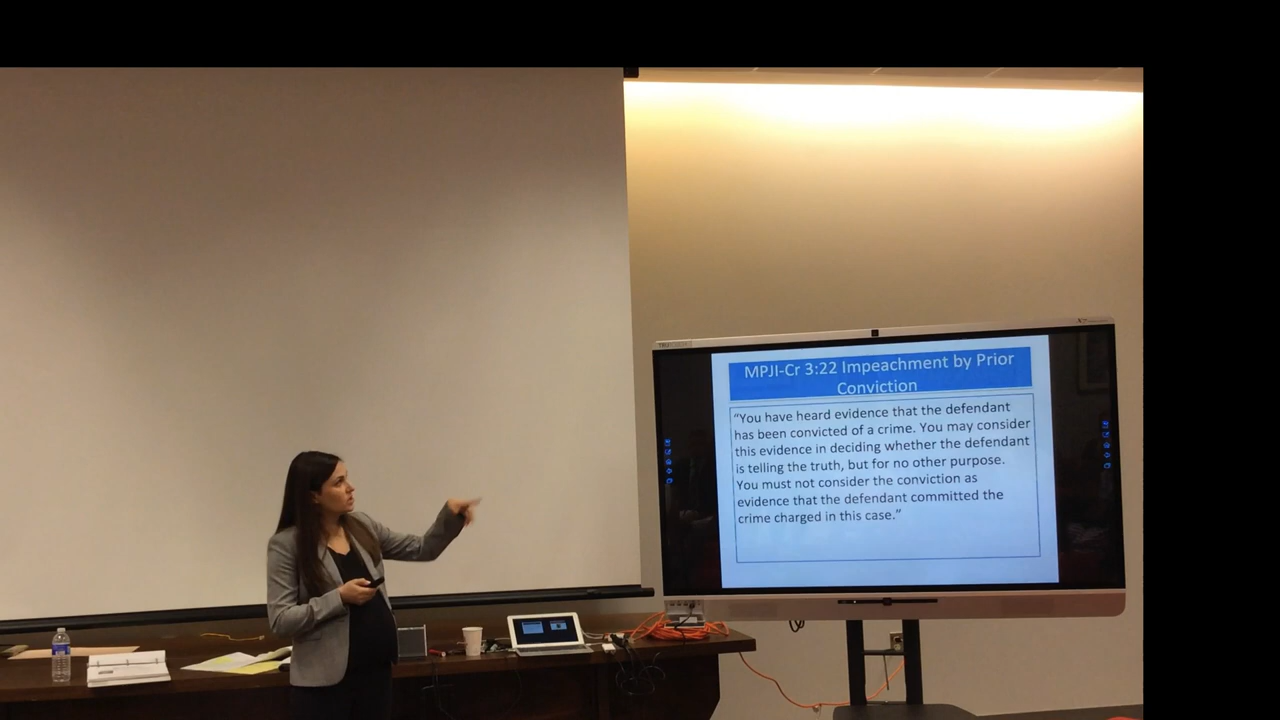 MPJI-Cr 3:22 Impeachment by Prior
Conviction
“You have heard evidence that the defendant
has been convicted of a crime. You may consider
this evidence in deciding whether the defendant
is telling the truth, but for no other purpose.
You must not consider the conviction as
evidence that the defendant committed the
crime charged in this case.”